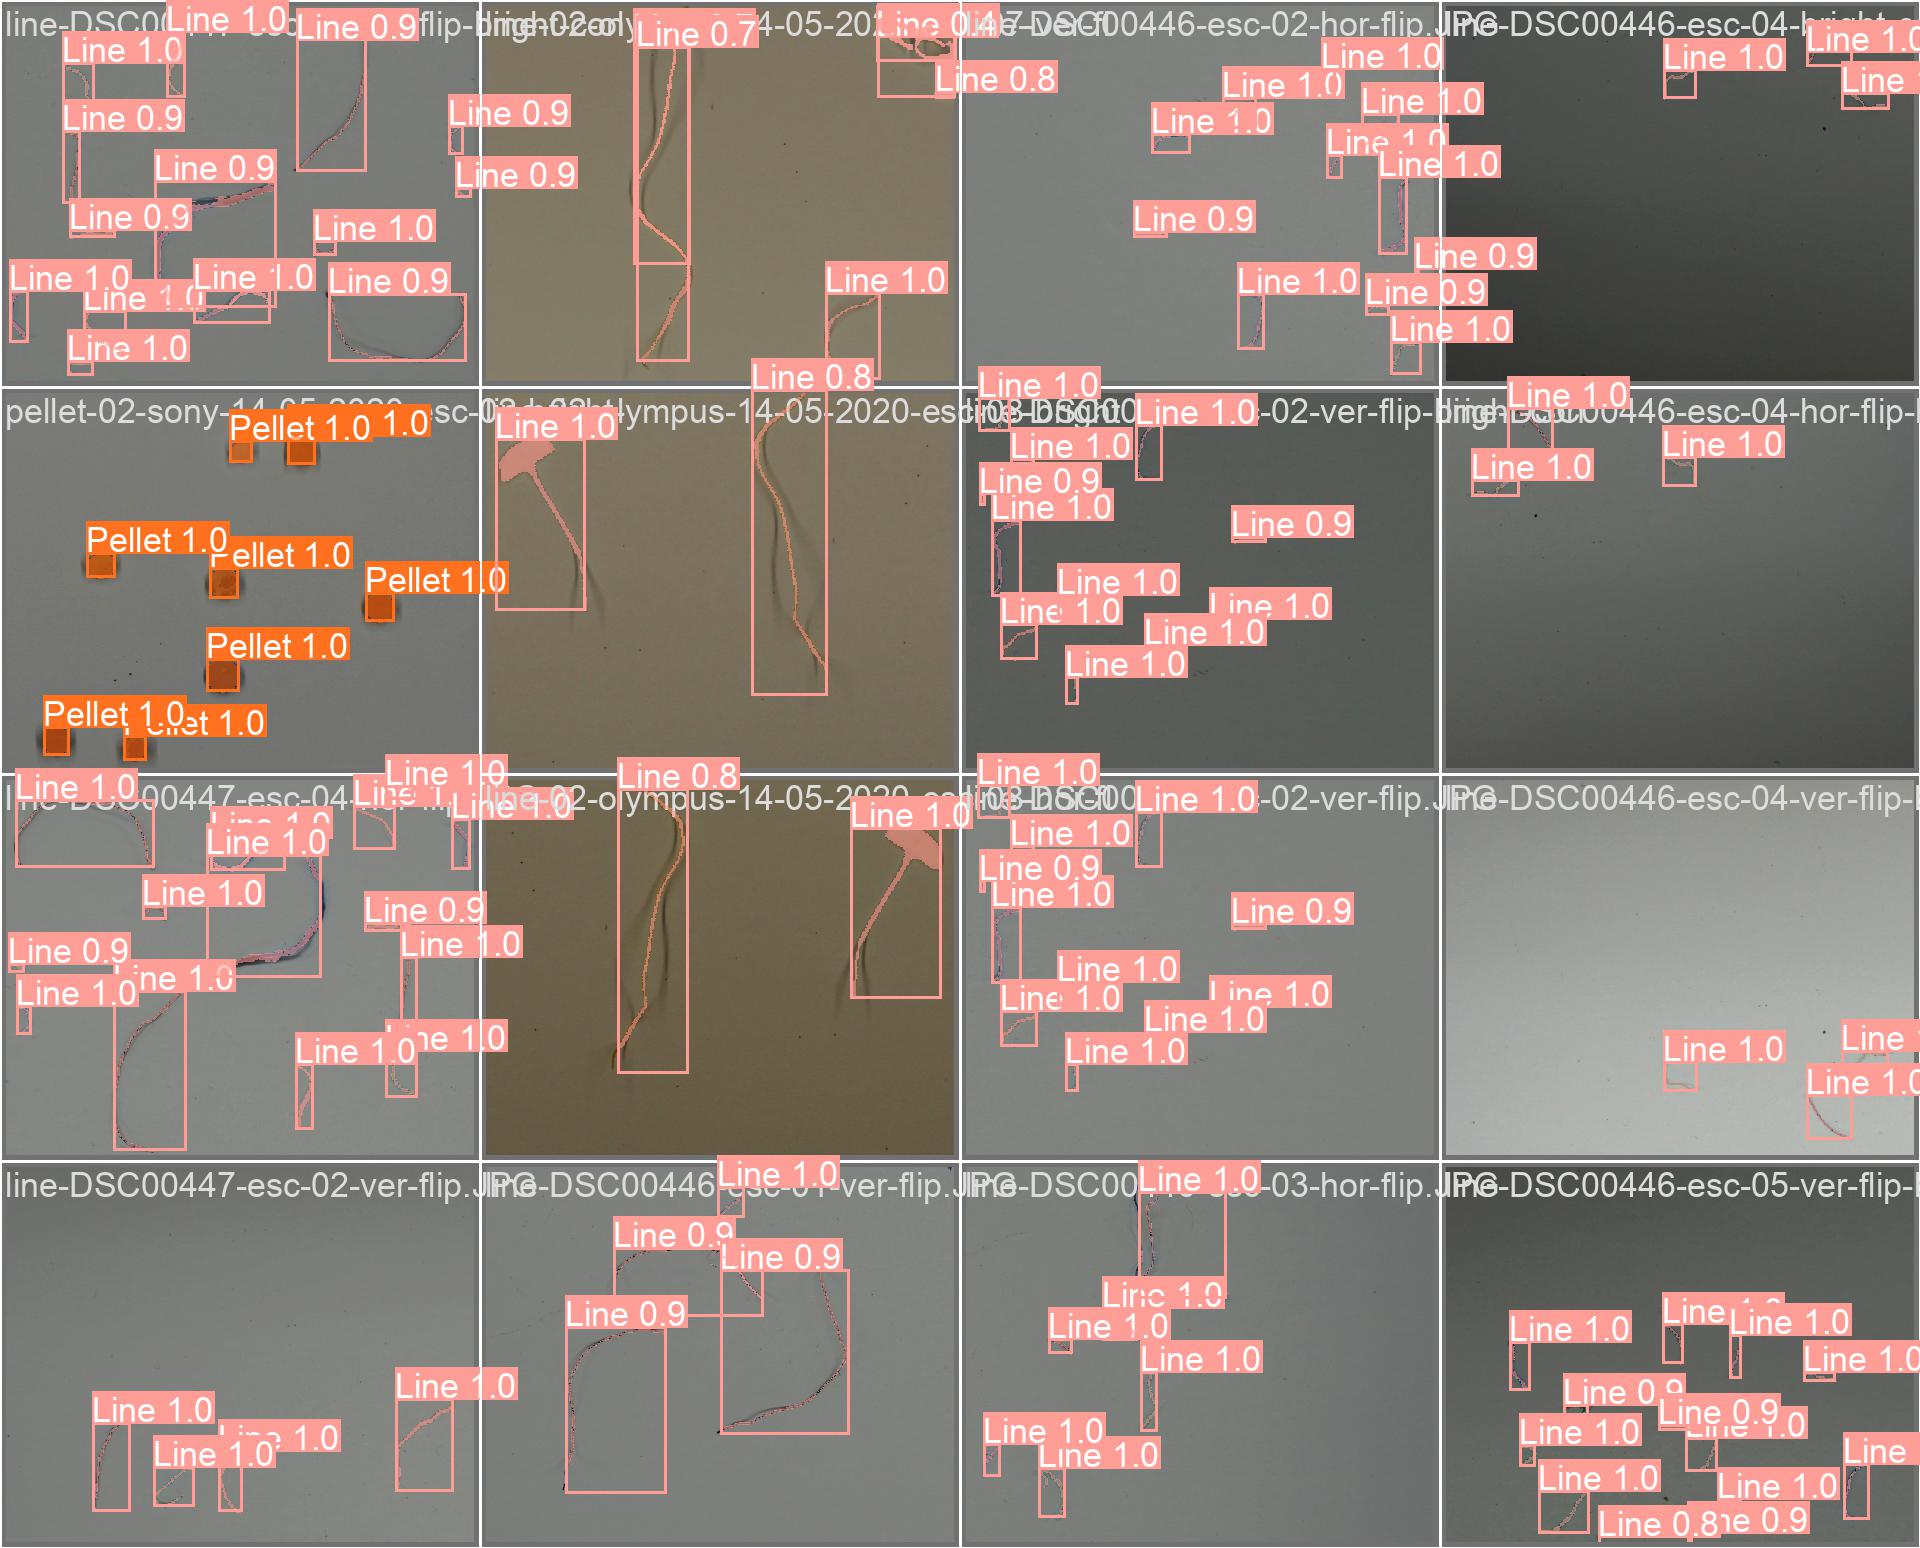 Line 1.0
Line 0.9
Line 1.0
Line 0.9
Line 0.9
Line 0.9
Line 0.9
Line 0.9
Line 1.0
Line 1.0
Line 1.0
Line 0.9
Line 1.0
Line 1.0
Line 0.7
14-05-2020
Line 0.8
Line 1.0
DSC00446-esc-02-hor-flip.JPG
Line 1.0
Line 1.0
Line 1.0
Line 1.0
Line 1.0
Line 1.0
Line 0.9
Line 0.9
Line 1.0
Line 0.9
Line 1.0
-DSC00446-esc-04-bright
Line 1.0
Line 1.0
Line
pellet-02-sony-14-05-2020-esc-02
Pellet 1.0
1.0
Pellet 1.0
Pellet 1.0
Pellet 1.0
Pellet 1.0
Pellet 1.0
Pellet 1.0
olympus-14-05-2020-esc
Line 1.0
Line 0.8
Line 1.0
-02-ver-flip-bright
Line 1.0
Line 1.0
Line 0.9
Line 1.0
Line 0.9
Line 1.0
Line 1.0
Line 1.0
Line 1.0
Line 1.0
Line 1.0
-DSC00446-esc-04-hor-flip-b
Line 1.0
Line 1.0
line-DSC00447-esc-04
Line 1.0
Line 1.0
Line 1.0
Line 1.0
Line 1.0
Line 1.0
Line 0.9
Line 1.0
Line 0.9
Line 1.0
Line 1.0
Line 1.0
Line 1.0
Line 0.8
line-02-olympus-14-05-2020-esc
Line 1.0
Line 1.0
-02-ver-flip.JPG
Line 1.0
Line 1.0
Line 0.9
Line 1.0
Line 0.9
Line 1.0
Line 1.0
Line 1.0
Line 1.0
Line 1.0
-DSC00446-esc-04-ver-flip-b
Line
Line 1.0
Line 1.0
line-DSC00447-esc-02-ver-flip.JPG
Line 1.0
Line 1.0
Line 1.0
Line 1.0
-DSC00446-esc-01-ver-flip.JPG
Line 1.0
Line 0.9
Line 0.9
Line 0.9
-03-hor-flip.JPG
Line 1.0
Line 1.0
Line 1.0
Line 1.0
Line 1.0
Line 1.0
-DSC00446-esc-05-ver-flip-b
Line 1.0
Line 1.0
Line 1.0
Line 1.0
Line 0.9
Line 0.9
Line 1.0
Line 1.0
Line
Line 1.0
Line 1.0
Line 0.8
Line 0.9